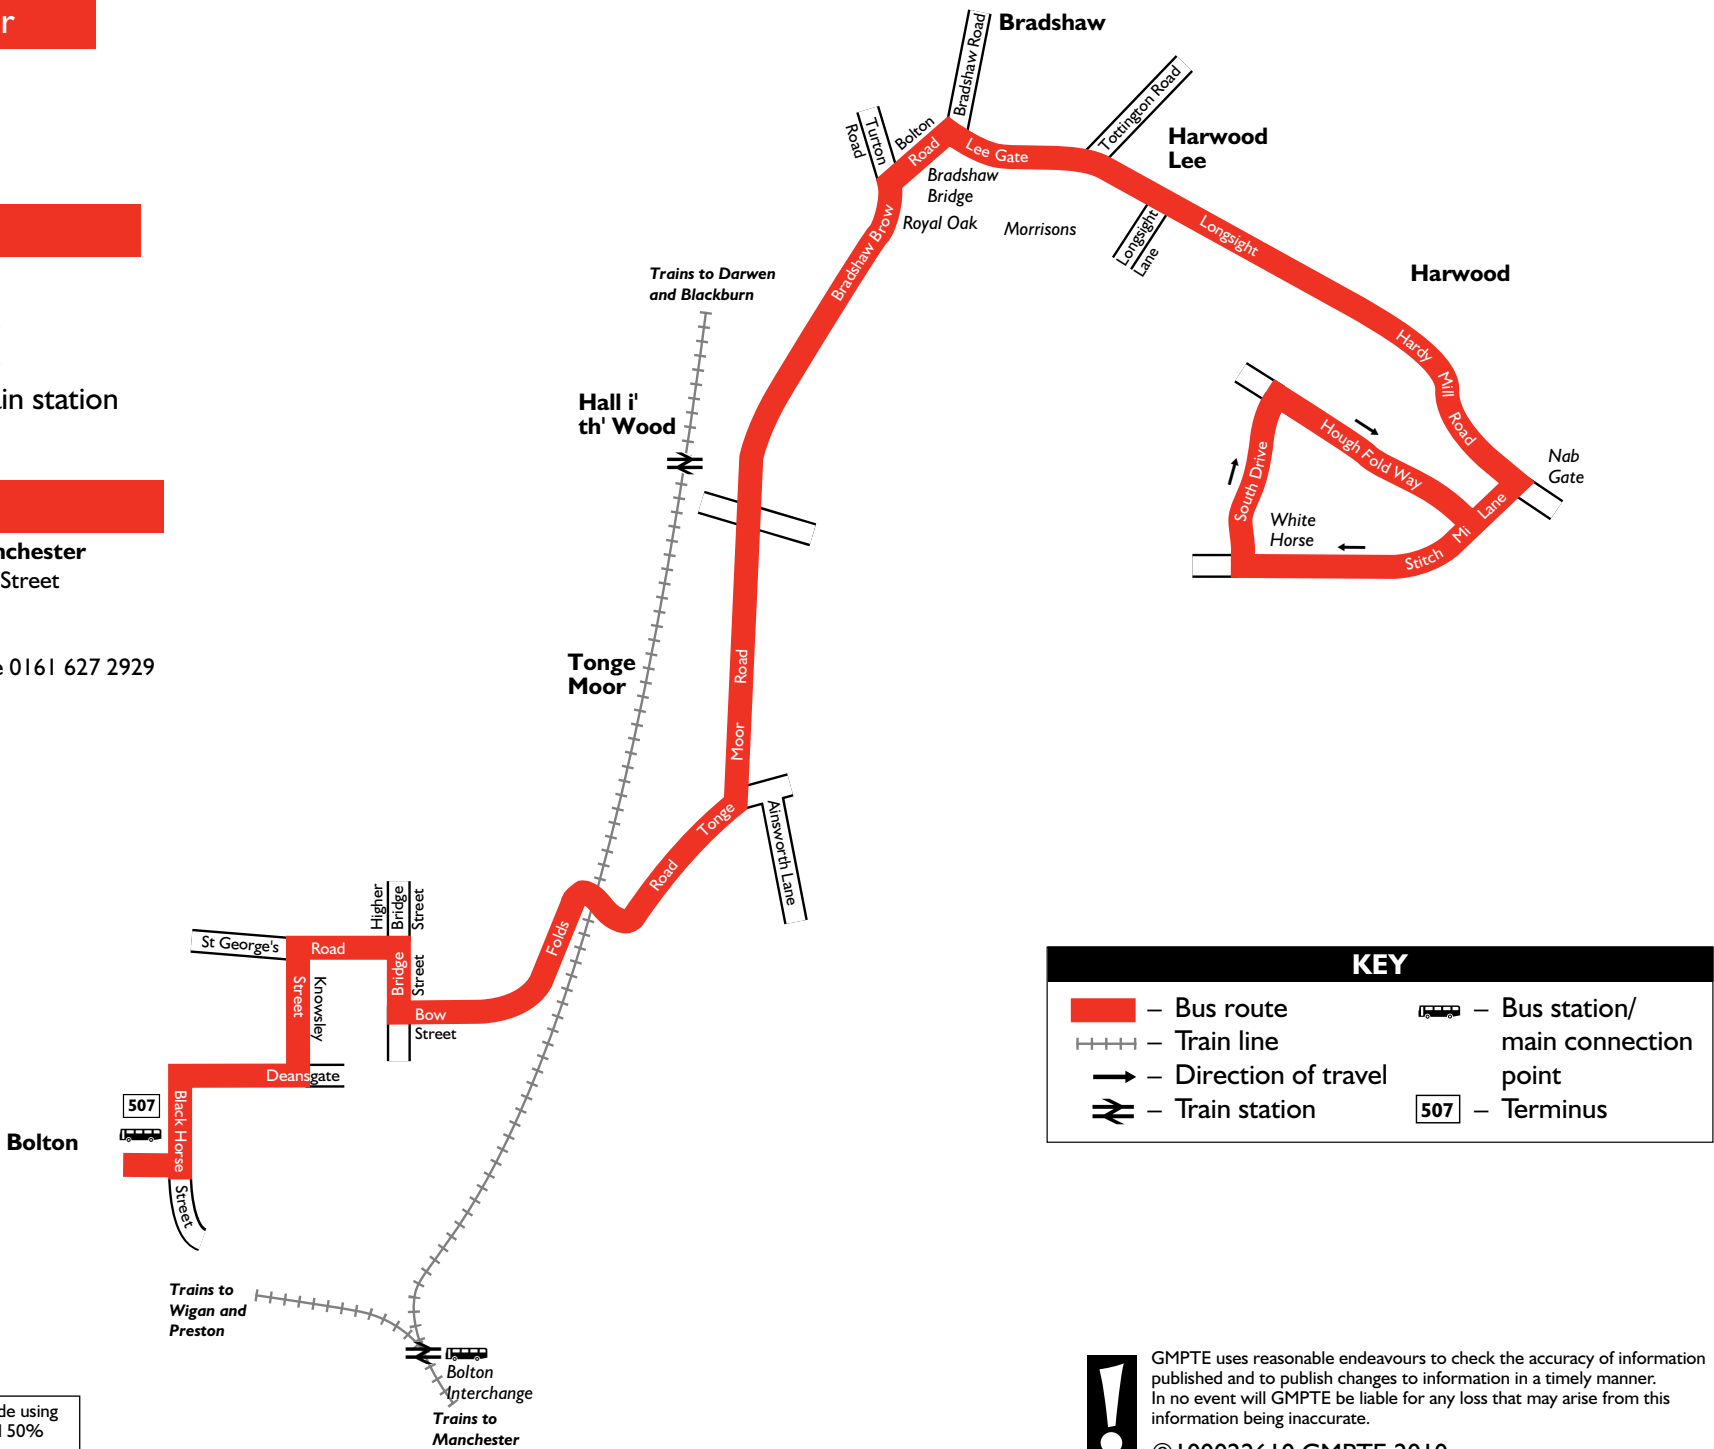 r
in station
nchester
Street
e 0161 627 2929
de using
150%
Bradshaw
Bradshaw Road
Tottington Road
Turton
Road
Bolton
Road
Lee Gate
Harwood
Lee
Bradshaw
Bridge
Royal Oak
Morrisons
Bradshaw Brow
Longsight
Lane
Longsight
Harwood
Hardy Mill Road
Nab
Gate
Hough Fold Way
South Drive
White
Horse
Stitch Mi Lane
Trains to Darwen
and Blackburn
Hall i'
th' Wood
Tonge
Moor
Tonge Moor Road
Ainsworth Lane
Folds Road
Higher
Bridge
Street
St George's Road
Knowsley
Street
Bridge
Street
Bow
Street
Deansgate
507
Black Horse Street
Bolton
Trains to
Wigan and
Preston
Bolton
Interchange
Trains to
Manchester
KEY
– Bus route
– Train line
– Direction of travel
– Train station
– Bus station/
main connection
point
507 – Terminus
GMPTE uses reasonable endeavours to check the accuracy of information
published and to publish changes to information in a timely manner.
In no event will GMPTE be liable for any loss that may arise from this
information being inaccurate.
©100022610 GMPTE 2010